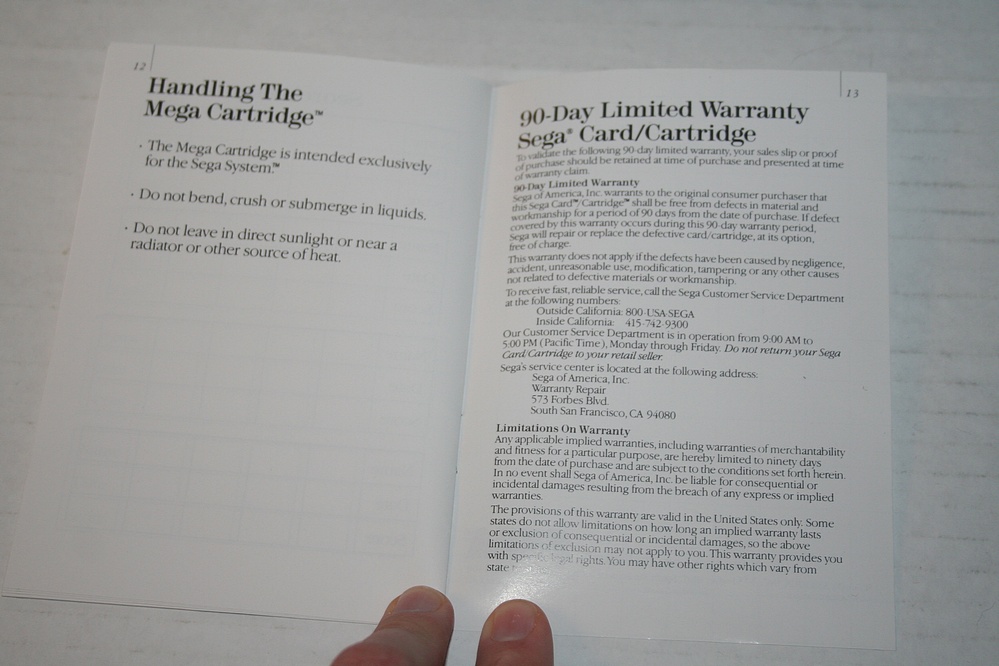 12
Handling The
Mega Cartridge™
· The Mega Cartridge is intended exclusively
for the Sega System.™
· Do not bend, crush or submerge in liquids.
· Do not leave in direct sunlight or near a
radiator or other source of heat.
13
90-Day Limited Warranty
Sega® Card/Cartridge
To validate the following 90-day limited warranty, your sales slip or proof
of purchase should be retained at time of purchase and presented at time
of warranty claim.
90-Day Limited Warranty
Sega of America, Inc. warrants to the original consumer purchaser that
this Sega Card™/Cartridge™ shall be free from defects in material and
workmanship for a period of 90 days from the date of purchase. If defect
covered by this warranty occurs during this 90-day warranty period,
Sega will repair or replace the defective card/cartridge, at its option,
free of charge.
This warranty does not apply if the defects have been caused by negligence,
accident, unreasonable use, modification, tampering or any other causes
not related to defective materials or workmanship.
To receive fast, reliable service, call the Sega Customer Service Department
at the following numbers:
Outside California: 800-USA-SEGA
Inside California: 415-742-9300
Our Customer Service Department is in operation from 9:00 AM to
5:00 PM (Pacific Time), Monday through Friday. Do not return your Sega
Card/Cartridge to your retail seller.
Sega's service center is located at the following address:
Sega of America, Inc.
Warranty Repair
573 Forbes Blvd.
South San Francisco, CA 94080
Limitations On Warranty
Any applicable implied warranties, including warranties of merchantability
and fitness for a particular purpose, are hereby limited to ninety days
from the date of purchase and are subject to the conditions set forth herein.
In no event shall Sega of America, Inc. be liable for consequential or
incidental damages resulting from the breach of any express or implied
warranties.
The provisions of this warranty are valid in the United States only. Some
states do not allow limitations on how long an implied warranty lasts
or exclusion of consequential or incidental damages, so the above
limitations of exclusion may not apply to you. This warranty provides you
with specific legal rights. You may have other rights which vary from
state